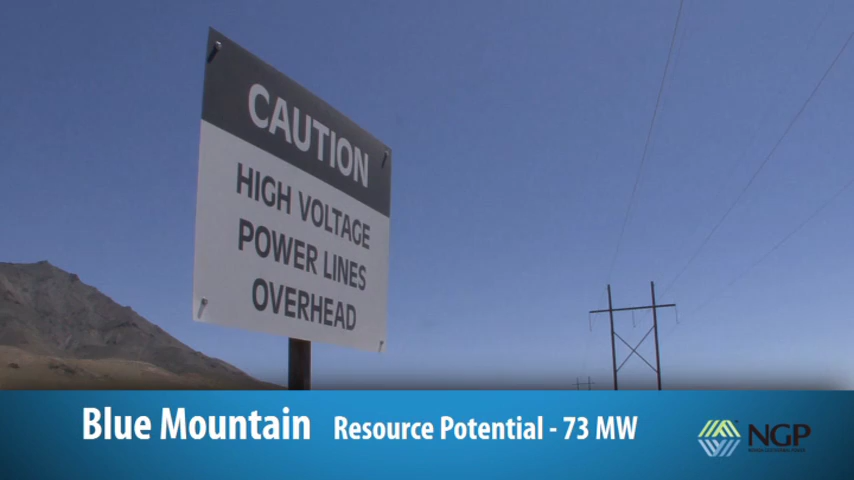 CAUTION
HIGH VOLTAGE
POWER LINES
OVERHEAD
Blue Mountain Resource Potential - 73 MW
NGP